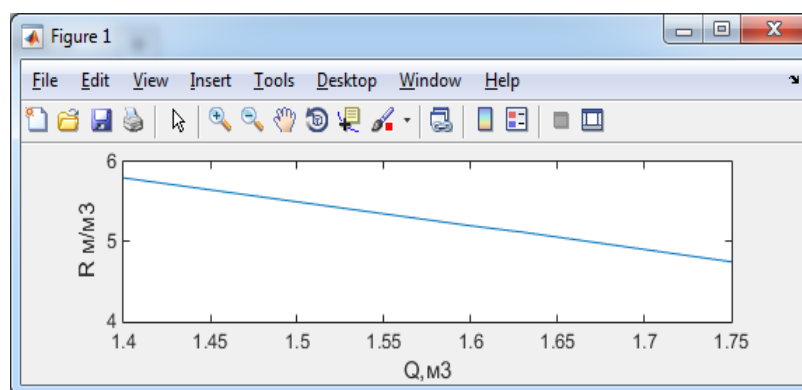 Figure 1
File Edit View Insert Tools Desktop Window Help
6
5
4
R м/м3
1.4 1.45 1.5 1.55 1.6 1.65 1.7 1.75
Q,м3